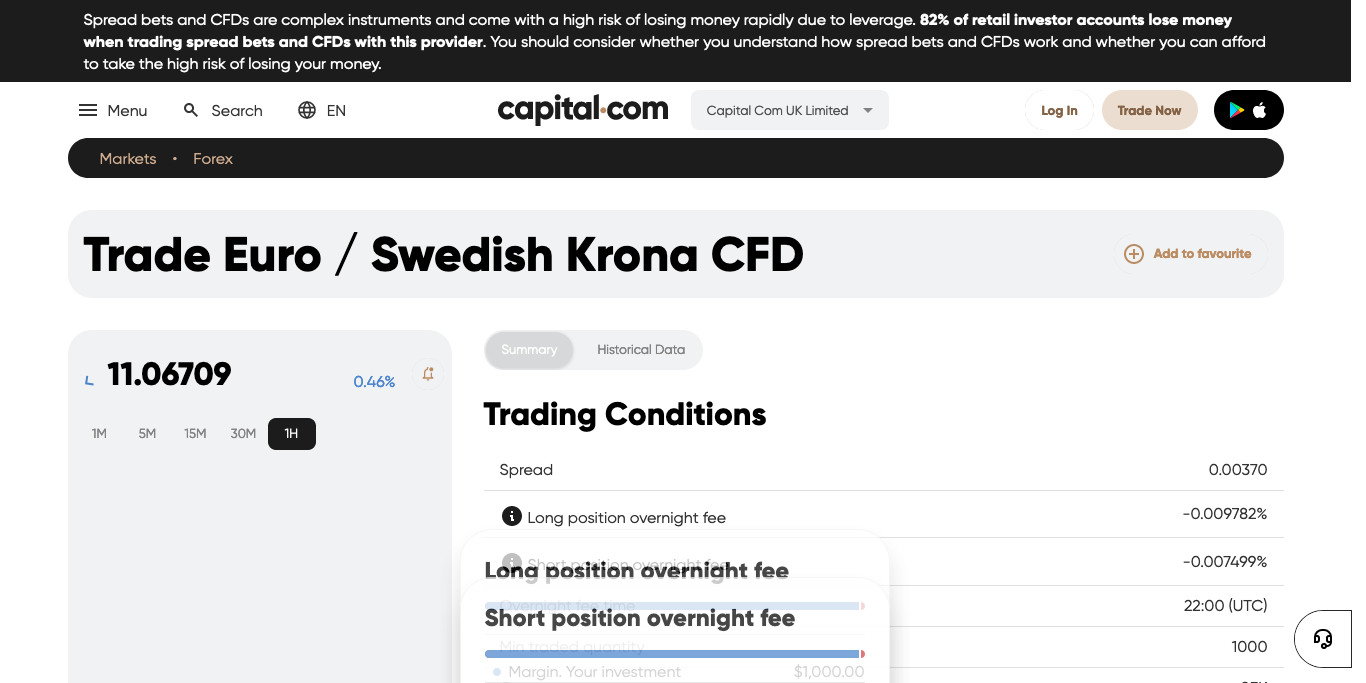 Spread bets and CFDs are complex instruments and come with a high risk of losing money rapidly due to leverage. 82% of retail investor accounts lose money
when trading spread bets and CFDs with this provider. You should consider whether you understand how spread bets and CFDs work and whether you can afford
to take the high risk of losing your money.
Menu
Search
EN
capital.com
Capital Com UK Limited
Log In
Trade Now
Markets
Forex
Trade Euro / Swedish Krona CFD
Add to favourite
11.06709
0.46%
1M
5M
15M
30M
1H
Summary
Historical Data
Trading Conditions
Spread
0.00370
Long position overnight fee
-0.009782%
Short position overnight fee
-0.007499%
Long position overnight fee
Overnight fee time
22:00 (UTC)
Short position overnight fee
Min traded quantity
1000
Margin. Your investment
$1,000.00